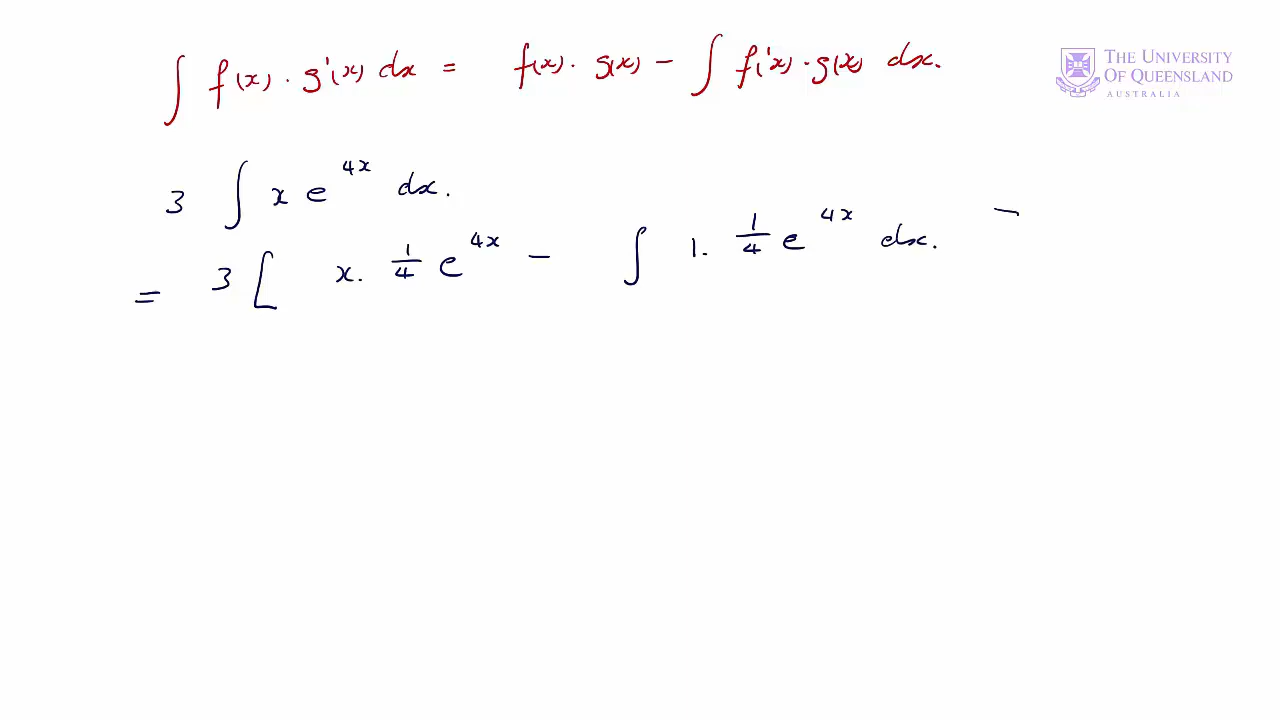 ∫ f(x) · g'(x) dx = f(x) · g(x) − ∫ f'(x) · g(x) dx.
THE UNIVERSITY
OF QUEENSLAND
AUSTRALIA
3 ∫ x e^{4x} dx.
= 3 [ x. 1/4 e^{4x} − ∫ 1. 1/4 e^{4x} dx.